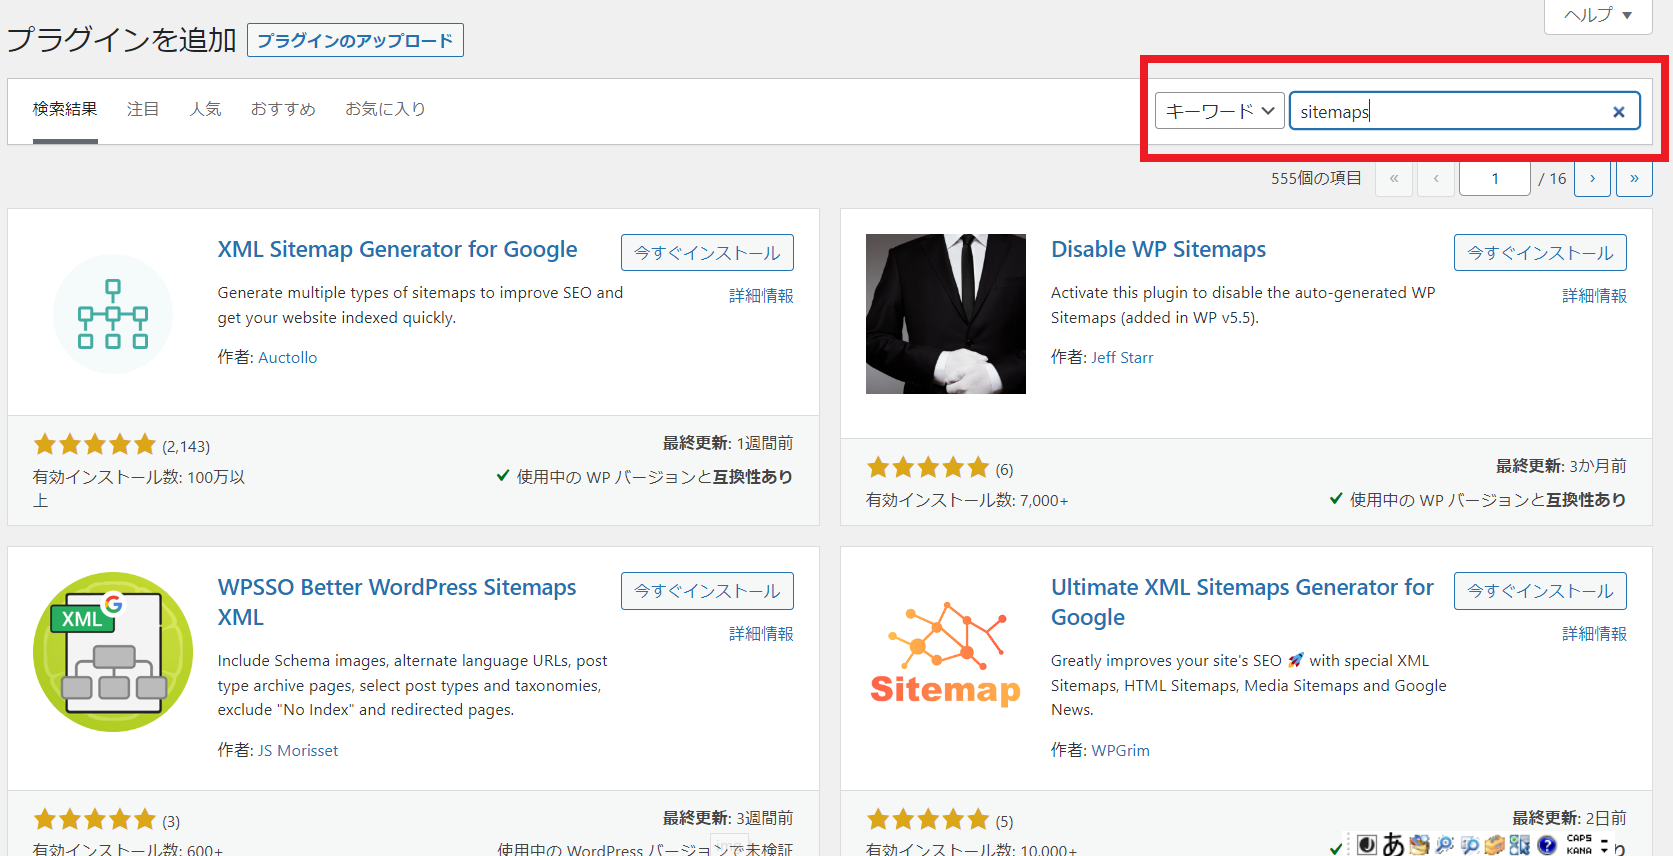 ヘルプ ▼
プラグインを追加 プラグインのアップロード
検索結果 注目 人気 おすすめ お気に入り キーワード sitemaps ×
555個の項目 « ‹ 1 / 16 › »
XML Sitemap Generator for Google
今すぐインストール
詳細情報
Generate multiple types of sitemaps to improve SEO and
get your website indexed quickly.
作者: Auctollo
(2,143)
最終更新: 1週間前
有効インストール数: 100万以
上
使用中の WP バージョンと互換性あり
Disable WP Sitemaps
今すぐインストール
詳細情報
Activate this plugin to disable the auto-generated WP
Sitemaps (added in WP v5.5).
作者: Jeff Starr
(6)
最終更新: 3か月前
有効インストール数: 7,000+
使用中の WP バージョンと互換性あり
XML G
WPSSO Better WordPress Sitemaps
XML
今すぐインストール
詳細情報
Include Schema images, alternate language URLs, post
type archive pages, select post types and taxonomies,
exclude "No Index" and redirected pages.
作者: JS Morisset
(3)
最終更新: 3週間前
有効インストール数: 600+
使用中の WordPress バージョンで未検証
Sitemap
Ultimate XML Sitemaps Generator for
Google
今すぐインストール
詳細情報
Greatly improves your site's SEO 🚀 with special XML
Sitemaps, HTML Sitemaps, Media Sitemaps and Google
News.
作者: WPGrim
(5)
最終更新: 2日前
有効インストール数: 10,000+
あ ? CAPS
KANA